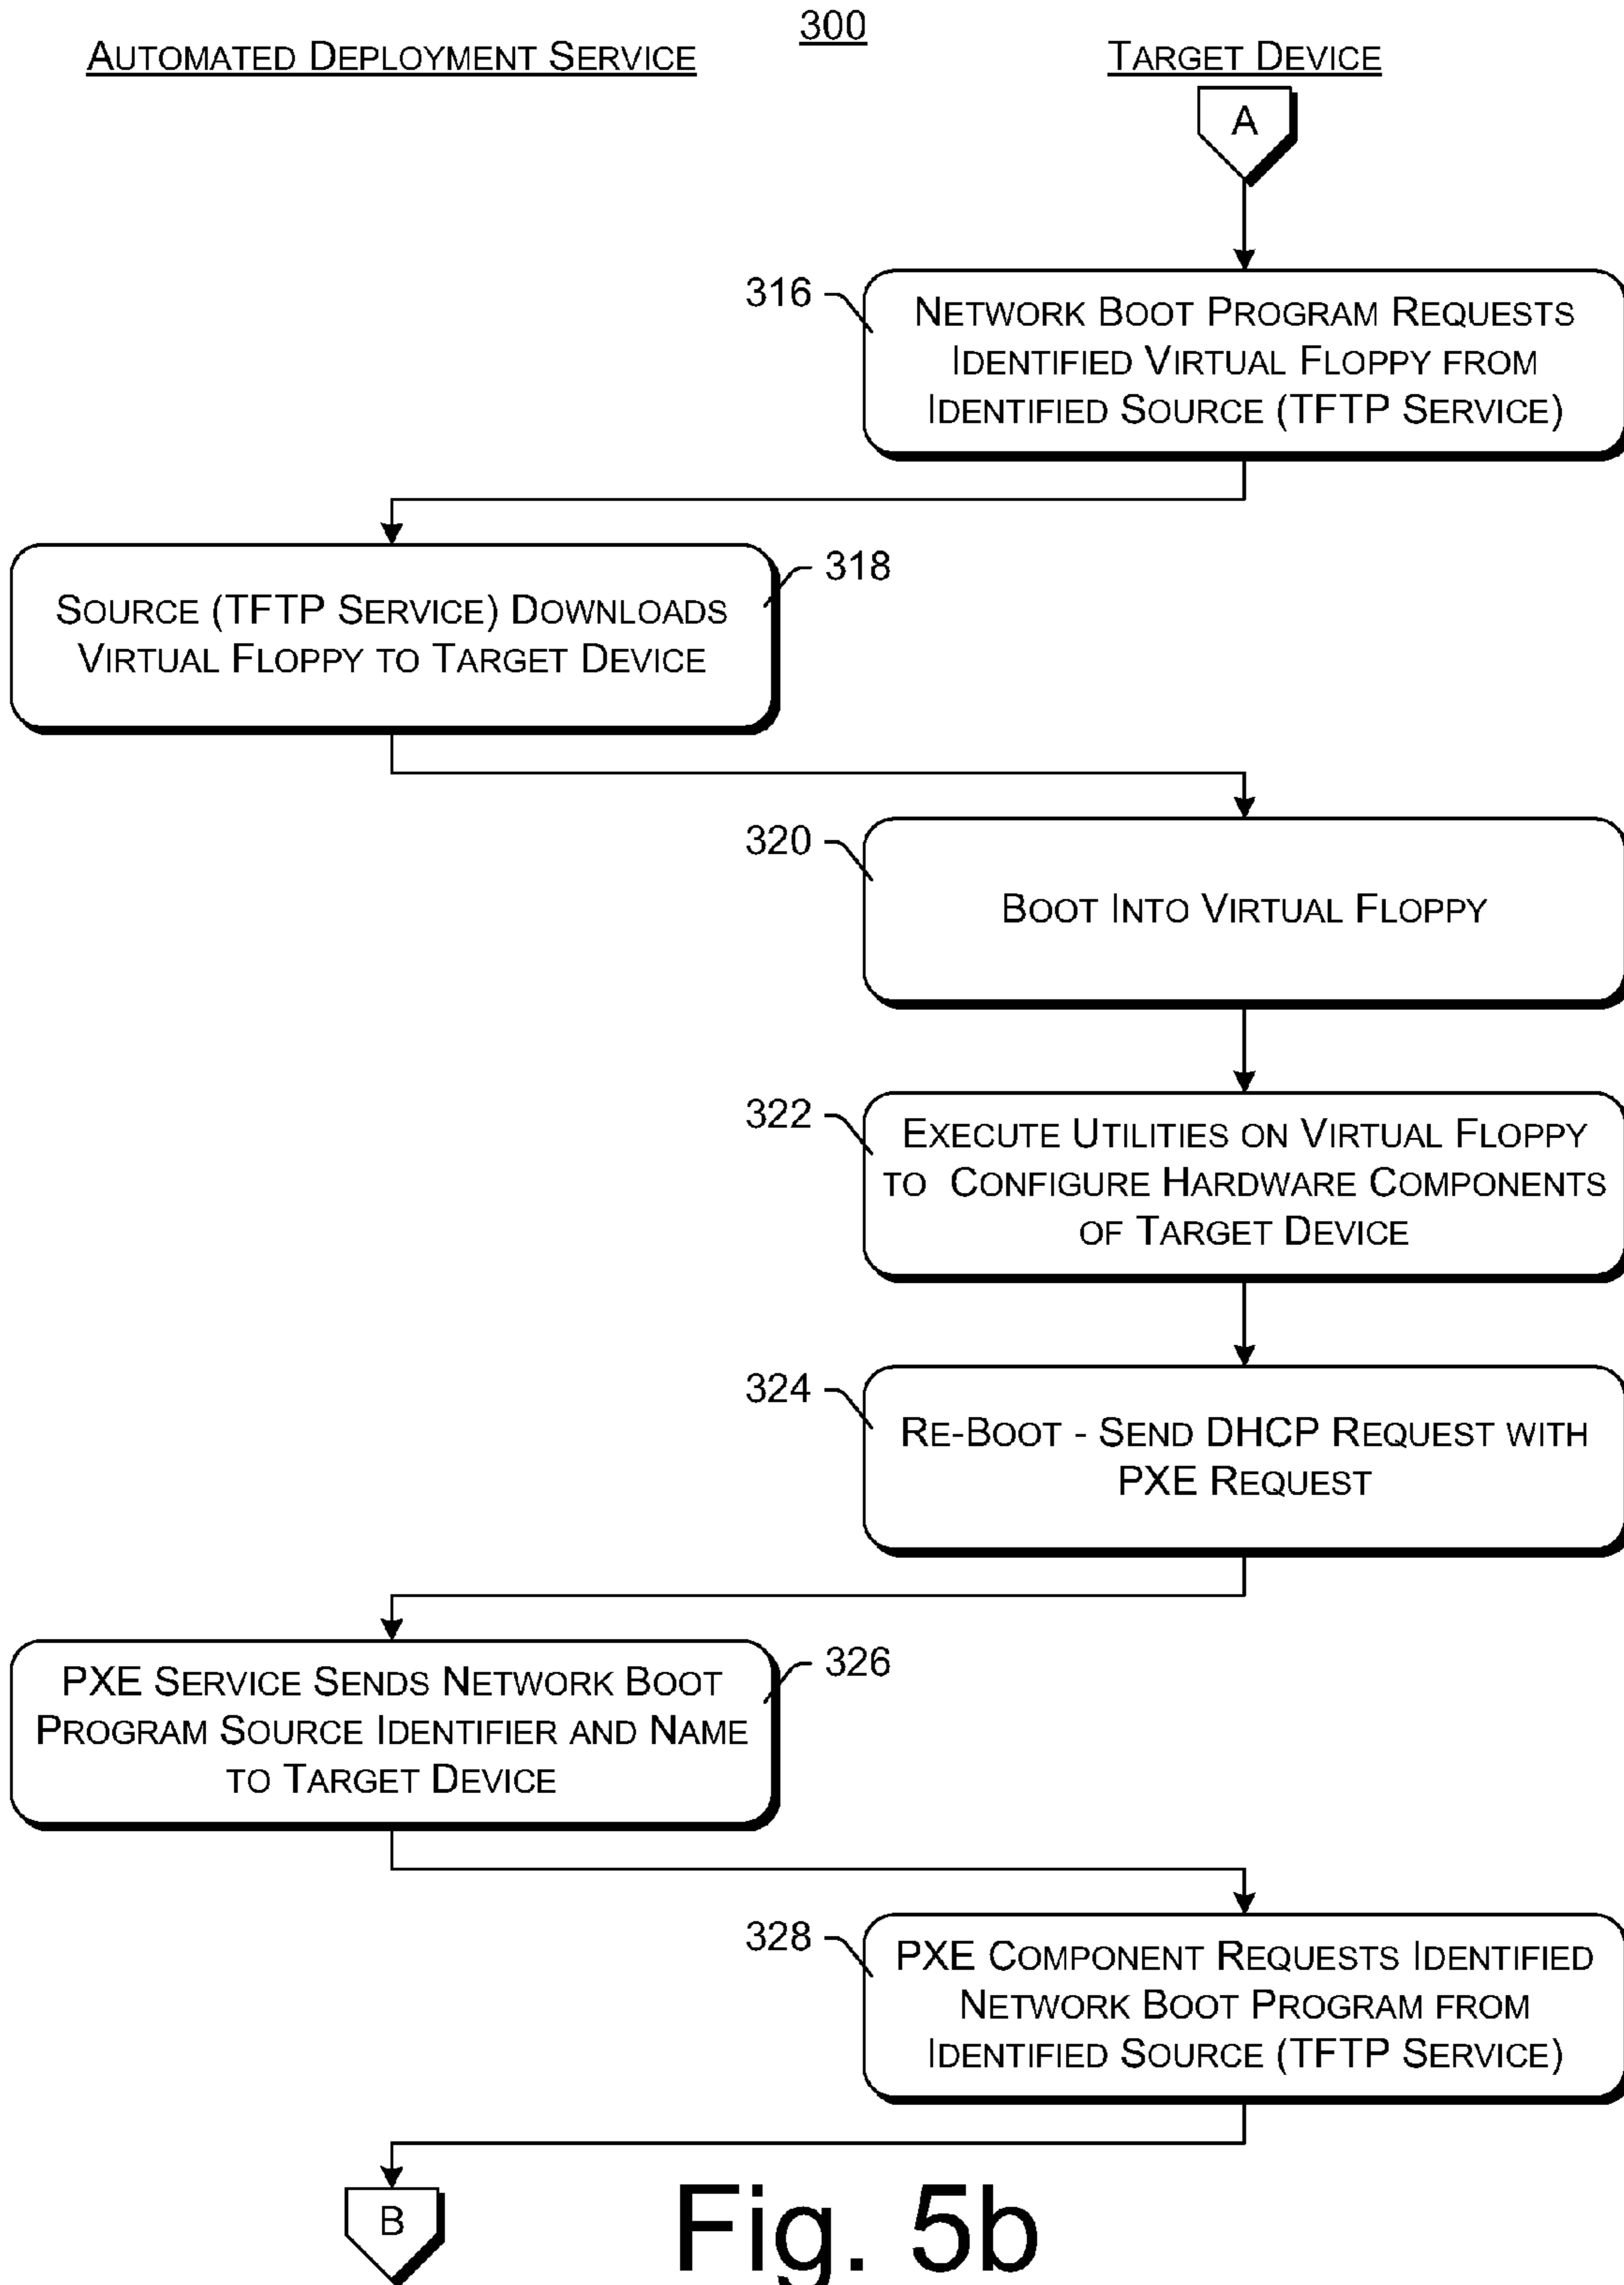 300
AUTOMATED DEPLOYMENT SERVICE
TARGET DEVICE
A
316
NETWORK BOOT PROGRAM REQUESTS
IDENTIFIED VIRTUAL FLOPPY FROM
IDENTIFIED SOURCE (TFTP SERVICE)
318
SOURCE (TFTP SERVICE) DOWNLOADS
VIRTUAL FLOPPY TO TARGET DEVICE
320
BOOT INTO VIRTUAL FLOPPY
322
EXECUTE UTILITIES ON VIRTUAL FLOPPY
TO CONFIGURE HARDWARE COMPONENTS
OF TARGET DEVICE
324
RE-BOOT - SEND DHCP REQUEST WITH
PXE REQUEST
326
PXE SERVICE SENDS NETWORK BOOT
PROGRAM SOURCE IDENTIFIER AND NAME
TO TARGET DEVICE
328
PXE COMPONENT REQUESTS IDENTIFIED
NETWORK BOOT PROGRAM FROM
IDENTIFIED SOURCE (TFTP SERVICE)
B
Fig. 5b